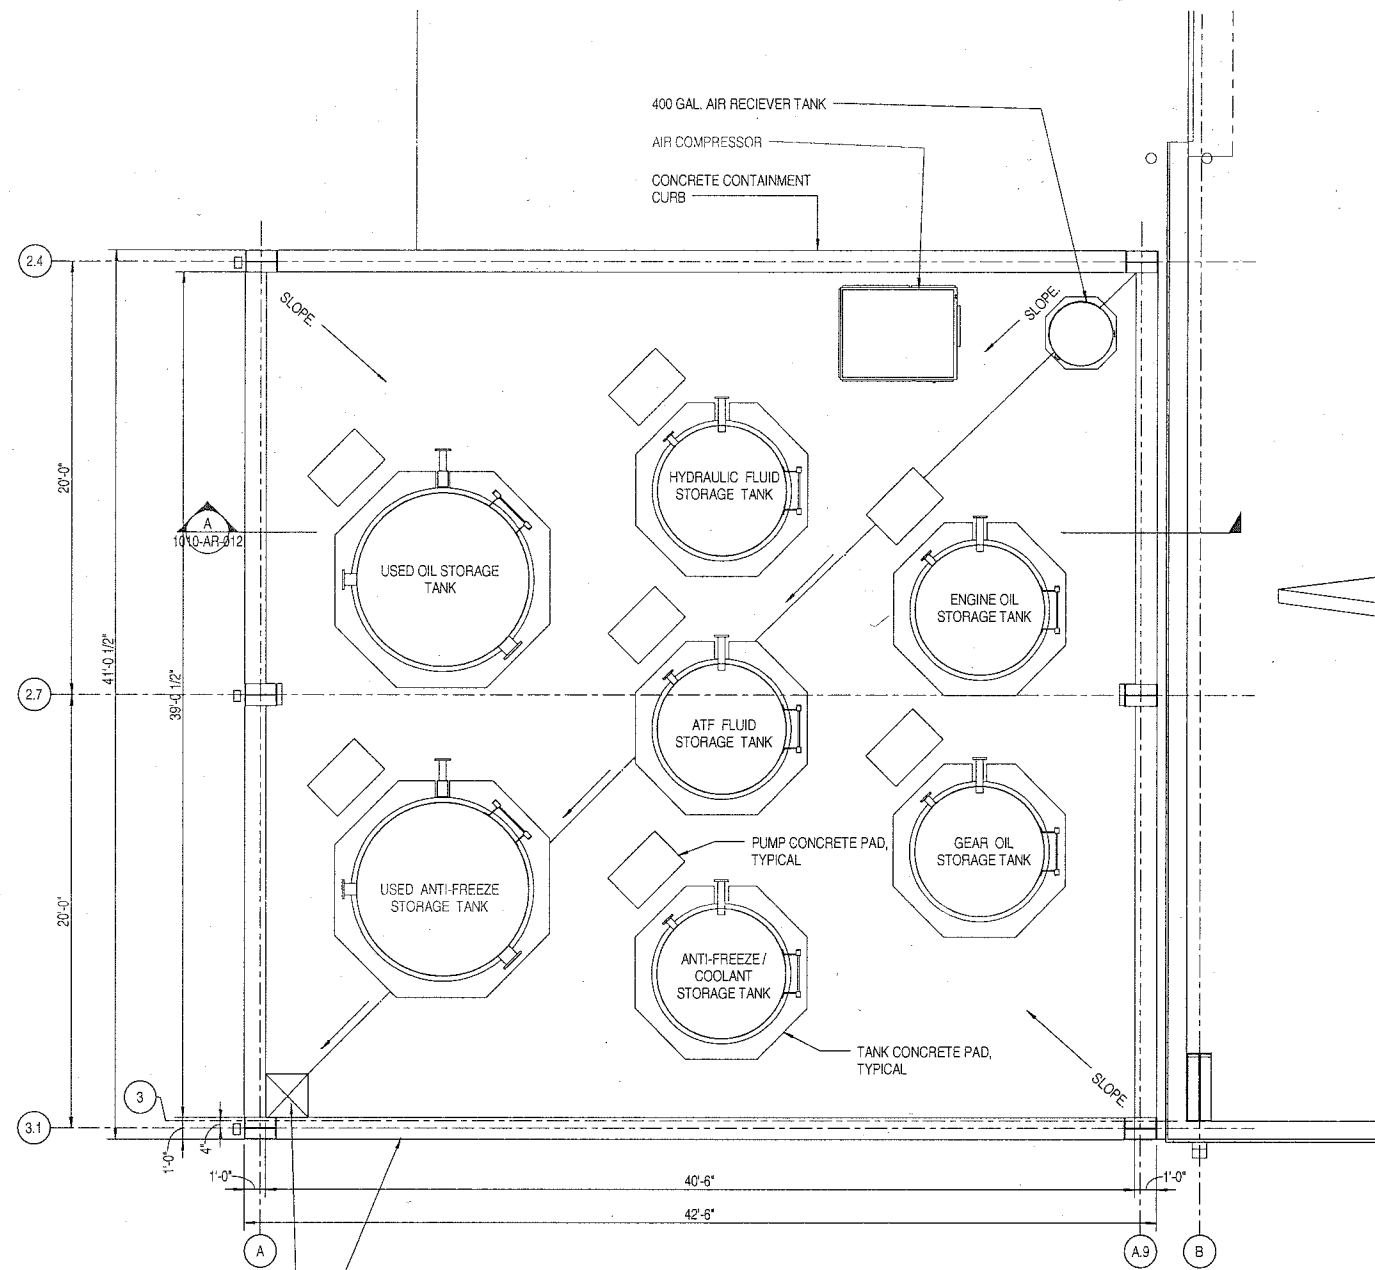 400 GAL. AIR RECIEVER TANK
AIR COMPRESSOR
CONCRETE CONTAINMENT
CURB
2.4
SLOPE
SLOPE
20'-0"
HYDRAULIC FLUID
STORAGE TANK
A
1010-AR-012
USED OIL STORAGE
TANK
ENGINE OIL
STORAGE TANK
41'-0 1/2"
39'-0 1/2"
2.7
ATF FLUID
STORAGE TANK
PUMP CONCRETE PAD,
TYPICAL
GEAR OIL
STORAGE TANK
USED ANTI-FREEZE
STORAGE TANK
20'-0"
ANTI-FREEZE /
COOLANT
STORAGE TANK
TANK CONCRETE PAD,
TYPICAL
SLOPE
3
3.1
1'-0"
4"
1'-0"
40'-6"
1'-0"
42'-6"
A
A.9
B